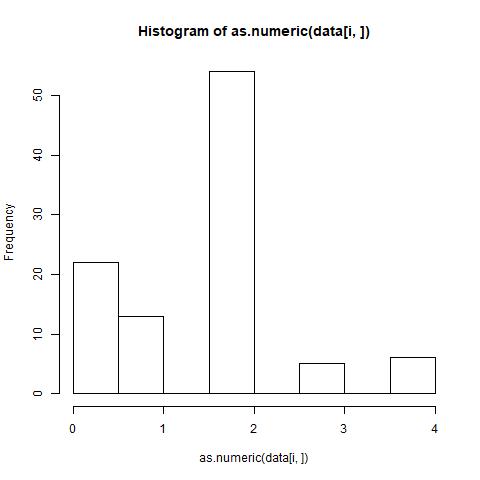 Histogram of as.numeric(data[i, ])
Frequency
50
40
30
20
10
0
0 1 2 3 4
as.numeric(data[i, ])